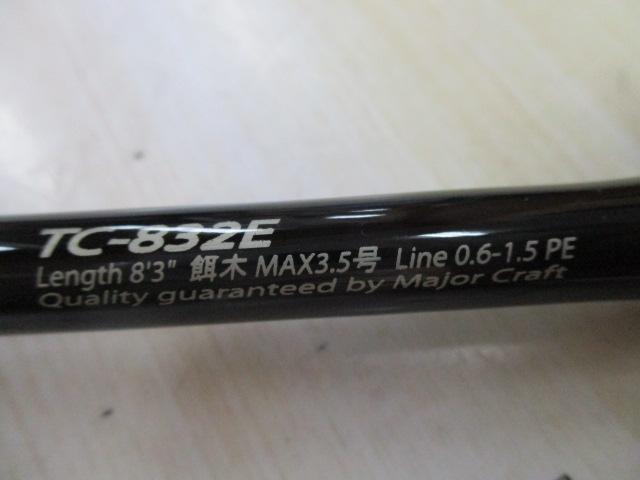 TC-832E
Length 8'3" 餌木 MAX3.5号 Line 0.6-1.5 PE
Quality guaranteed by Major Craft